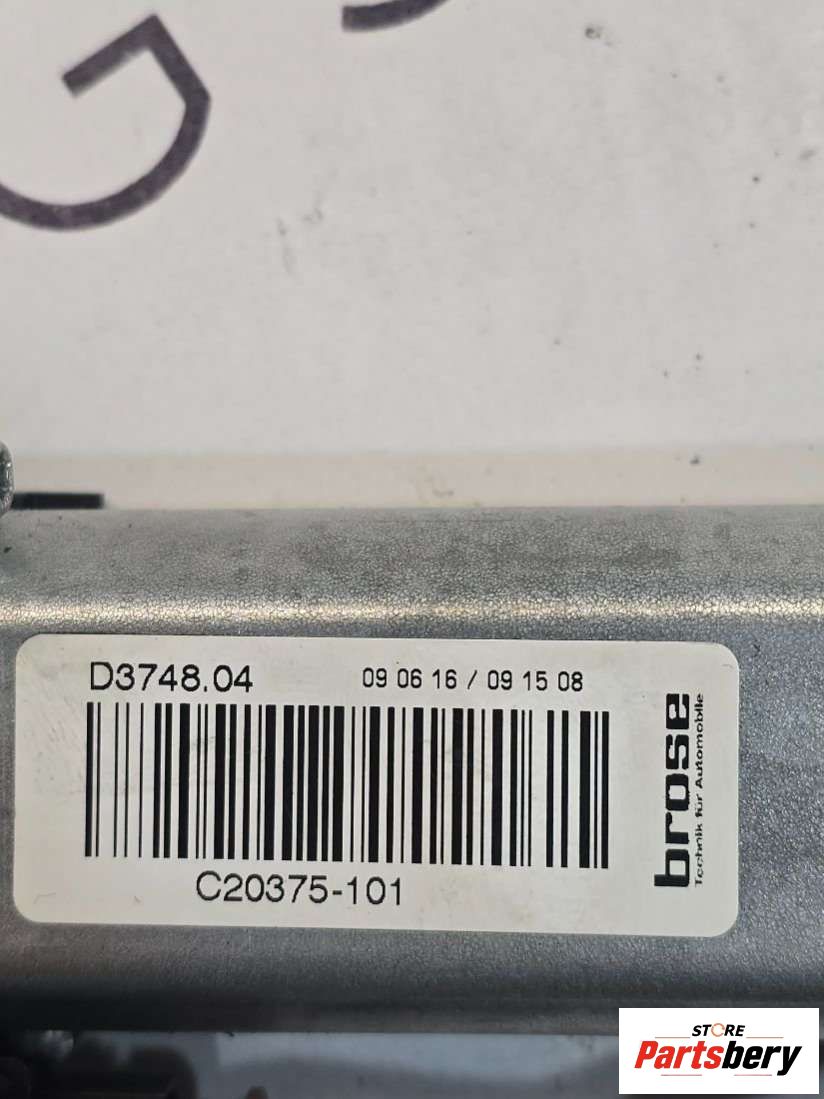 G
D3748.04
09 06 16 / 09 15 08
C20375-101
brose
Technik für Automobile
STORE
Partsbery